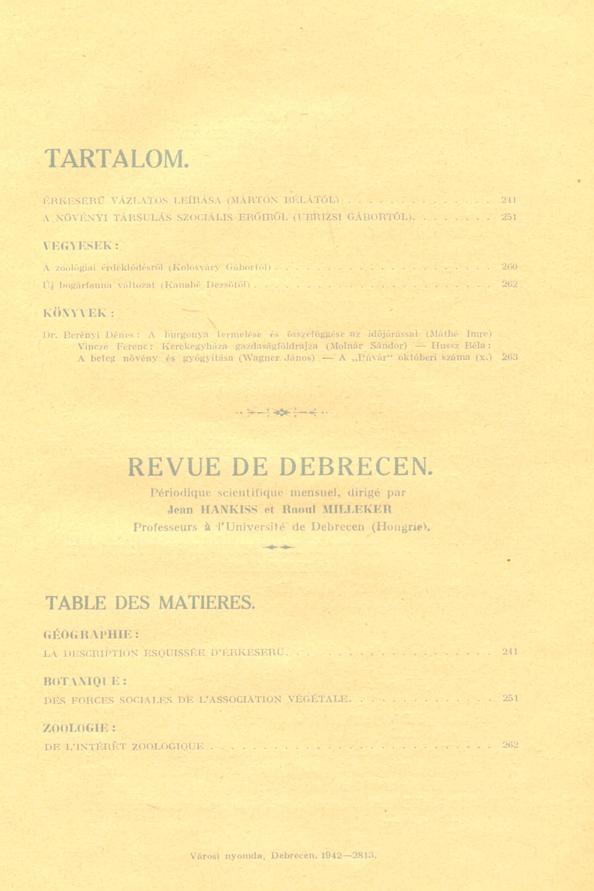 TARTALOM.
ÉRKESERŰ VÁZLATOS LEÍRÁSA (MÁRTON BÉLÁTÓL) . . . . . . . . . . . . . . 241
A NÖVÉNYI TÁRSULÁS SZOCIÁLIS ERŐIRŐL (UBRIZSI GÁBORTÓL). . . . . . . . 251
VEGYESEK:
A zoológiai érdeklődésről (Kolosváry Gábortól) . . . . . . . . . . . . . . . . . . . . 260
Új bogárfauna változat (Kanabé Dezsőtől) . . . . . . . . . . . . . . . . . . . . . . 262
KÖNYVEK:
Dr. Berényi Dénes: A burgonya termelése és összefüggése az időjárással (Máthé Imre)
Vincze Ferenc: Kerekegyháza gazdaságföldrajza (Molnár Sándor) — Hussz Béla:
A beteg növény és gyógyítása (Wagner János) — A „Búvár“ októberi száma (x.) 263
REVUE DE DEBRECEN.
Périodique scientifique mensuel, dirigé par
Jean HANKISS et Raoul MILLEKER
Professeurs à l'Université de Debrecen (Hongrie).
TABLE DES MATIERES.
GÉOGRAPHIE:
LA DESCRIPTION ESQUISSÉE D'ÉRKESERŰ. . . . . . . . . . . . . . . . . . . 241
BOTANIQUE:
DES FORCES SOCIALES DE L'ASSOCIATION VÉGÉTALE. . . . . . . . . . . . . 251
ZOOLOGIE:
DE L'INTÉRÊT ZOOLOGIQUE . . . . . . . . . . . . . . . . . . . . . . . . . 262
Városi nyomda, Debrecen. 1942—2813.